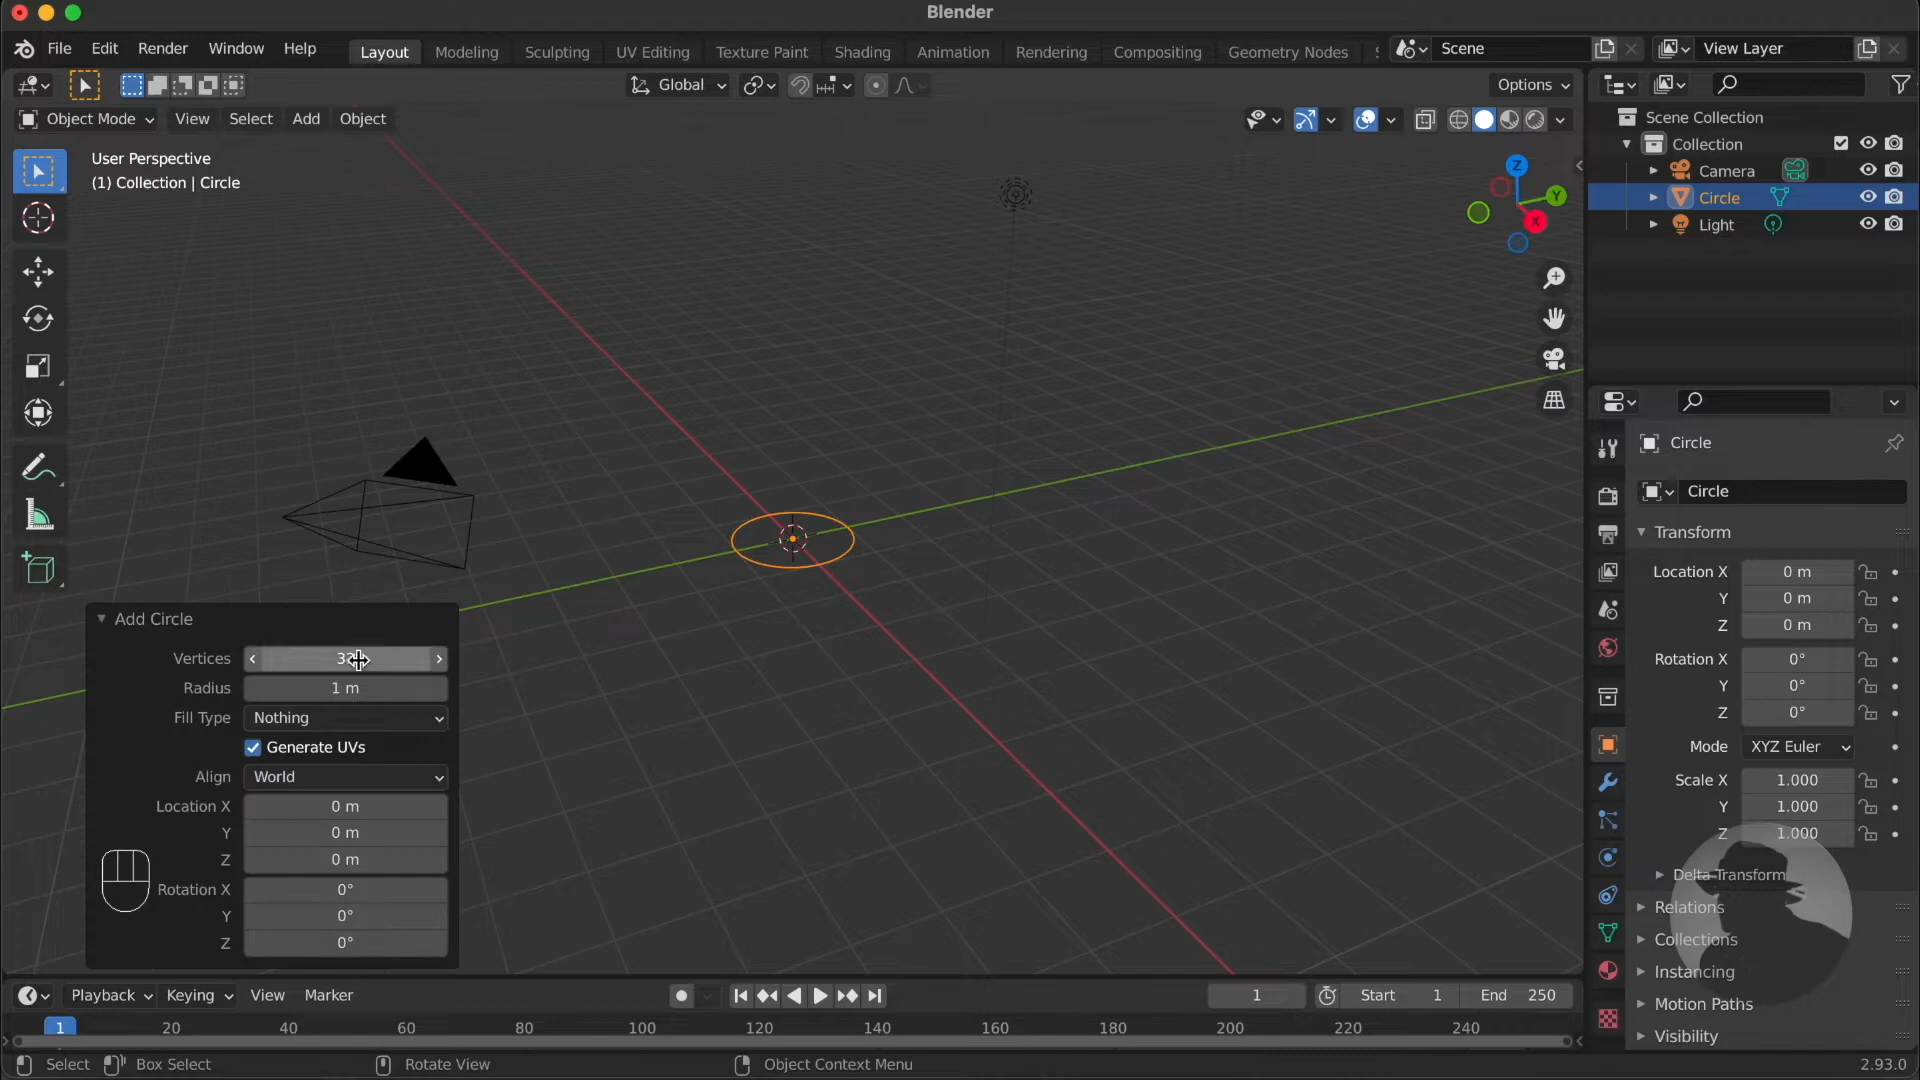 Blender
File Edit Render Window Help Layout Modeling Sculpting UV Editing Texture Paint Shading Animation Rendering Compositing Geometry Nodes Scene View Layer
Global Options
Object Mode View Select Add Object
User Perspective
(1) Collection | Circle
Z
Y
X
Scene Collection
Collection
Camera
Circle
Light
Circle
Circle
Transform
Location X 0 m
Y 0 m
Z 0 m
Rotation X 0°
Y 0°
Z 0°
Mode XYZ Euler
Scale X 1.000
Y 1.000
Z 1.000
Delta Transform
Relations
Collections
Instancing
Motion Paths
Visibility
Add Circle
Vertices
Radius 1 m
Fill Type Nothing
Generate UVs
Align World
Location X 0 m
Y 0 m
Z 0 m
Rotation X 0°
Y 0°
Z 0°
Playback Keying View Marker 1 Start 1 End 250
1 20 40 60 80 100 120 140 160 180 200 220 240
Select Box Select Rotate View Object Context Menu 2.93.0